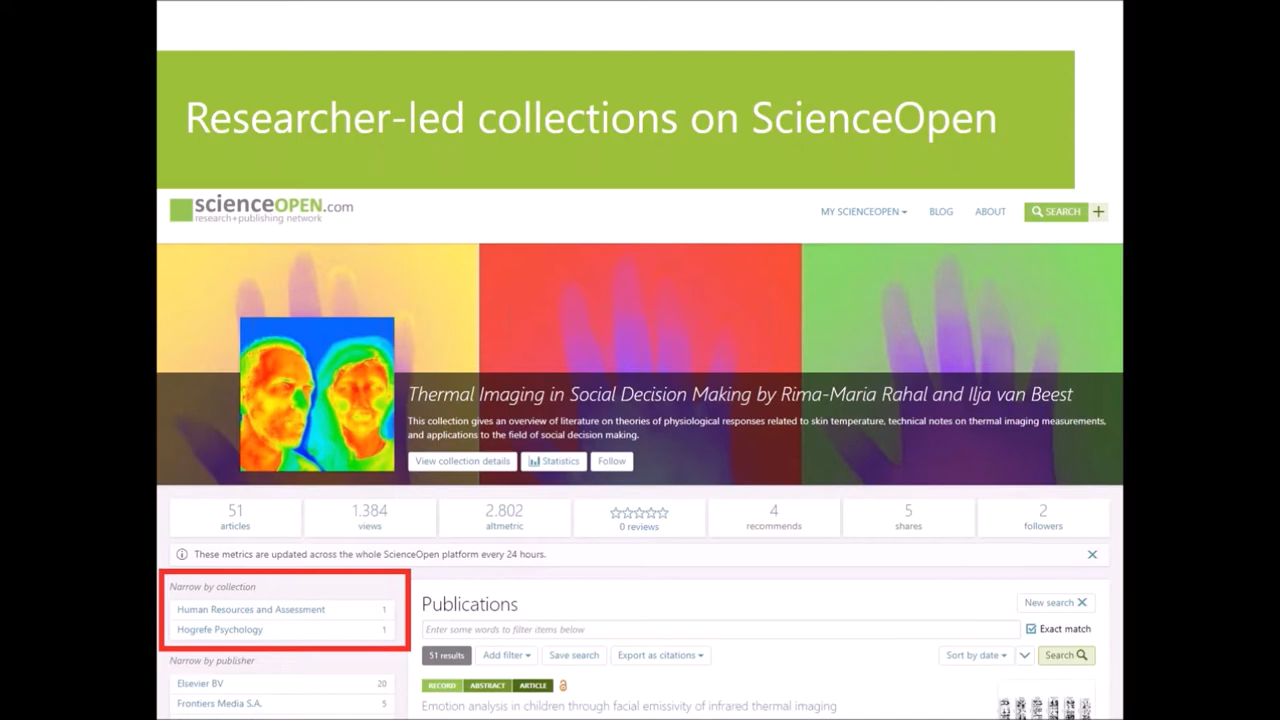 Researcher-led collections on ScienceOpen
scienceOPEN.com
research+publishing network
MY SCIENCEOPEN BLOG ABOUT SEARCH +
Thermal Imaging in Social Decision Making by Rima-Maria Rahal and Ilja van Beest
This collection gives an overview of literature on theories of physiological responses related to skin temperature, technical notes on thermal imaging measurements,
and applications to the field of social decision making.
View collection details Statistics Follow
51 1.384 2.802 4 5 2
articles views altmetric 0 reviews recommends shares followers
These metrics are updated across the whole ScienceOpen platform every 24 hours.
Narrow by collection
Human Resources and Assessment 1
Hogrefe Psychology 1
Narrow by publisher
Elsevier BV 20
Frontiers Media S.A. 5
Publications New search X
Enter some words to filter items below Exact match
51 results Add filter Save search Export as citations Sort by date Search
RECORD ABSTRACT ARTICLE
Emotion analysis in children through facial emissivity of infrared thermal imaging